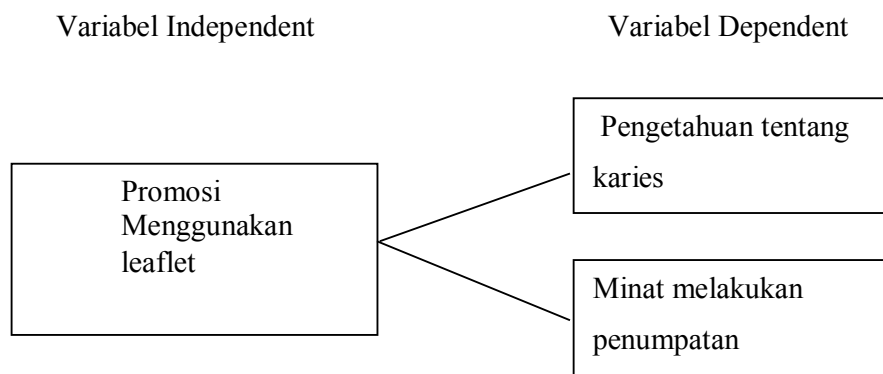 Variabel Independent
Variabel Dependent
Promosi
Menggunakan
leaflet
Pengetahuan tentang
karies
Minat melakukan
penumpatan